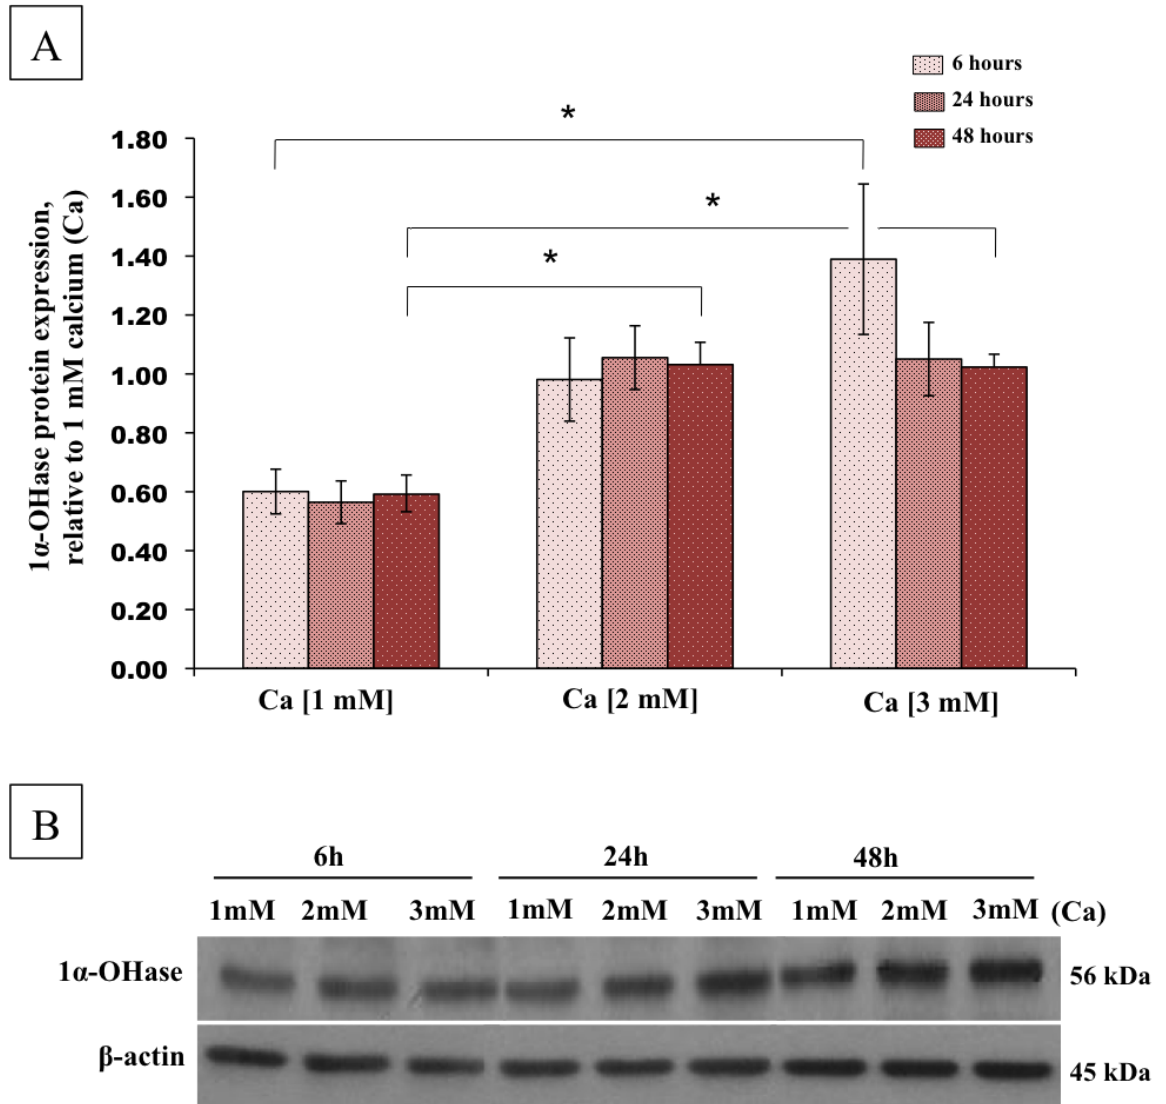 A
6 hours
24 hours
48 hours
*
*
*
1α-OHase protein expression,
relative to 1 mM calcium (Ca)
1.80
1.60
1.40
1.20
1.00
0.80
0.60
0.40
0.20
0.00
Ca [1 mM] Ca [2 mM] Ca [3 mM]
B
6h 24h 48h
1mM 2mM 3mM 1mM 2mM 3mM 1mM 2mM 3mM (Ca)
1α-OHase 56 kDa
β-actin 45 kDa